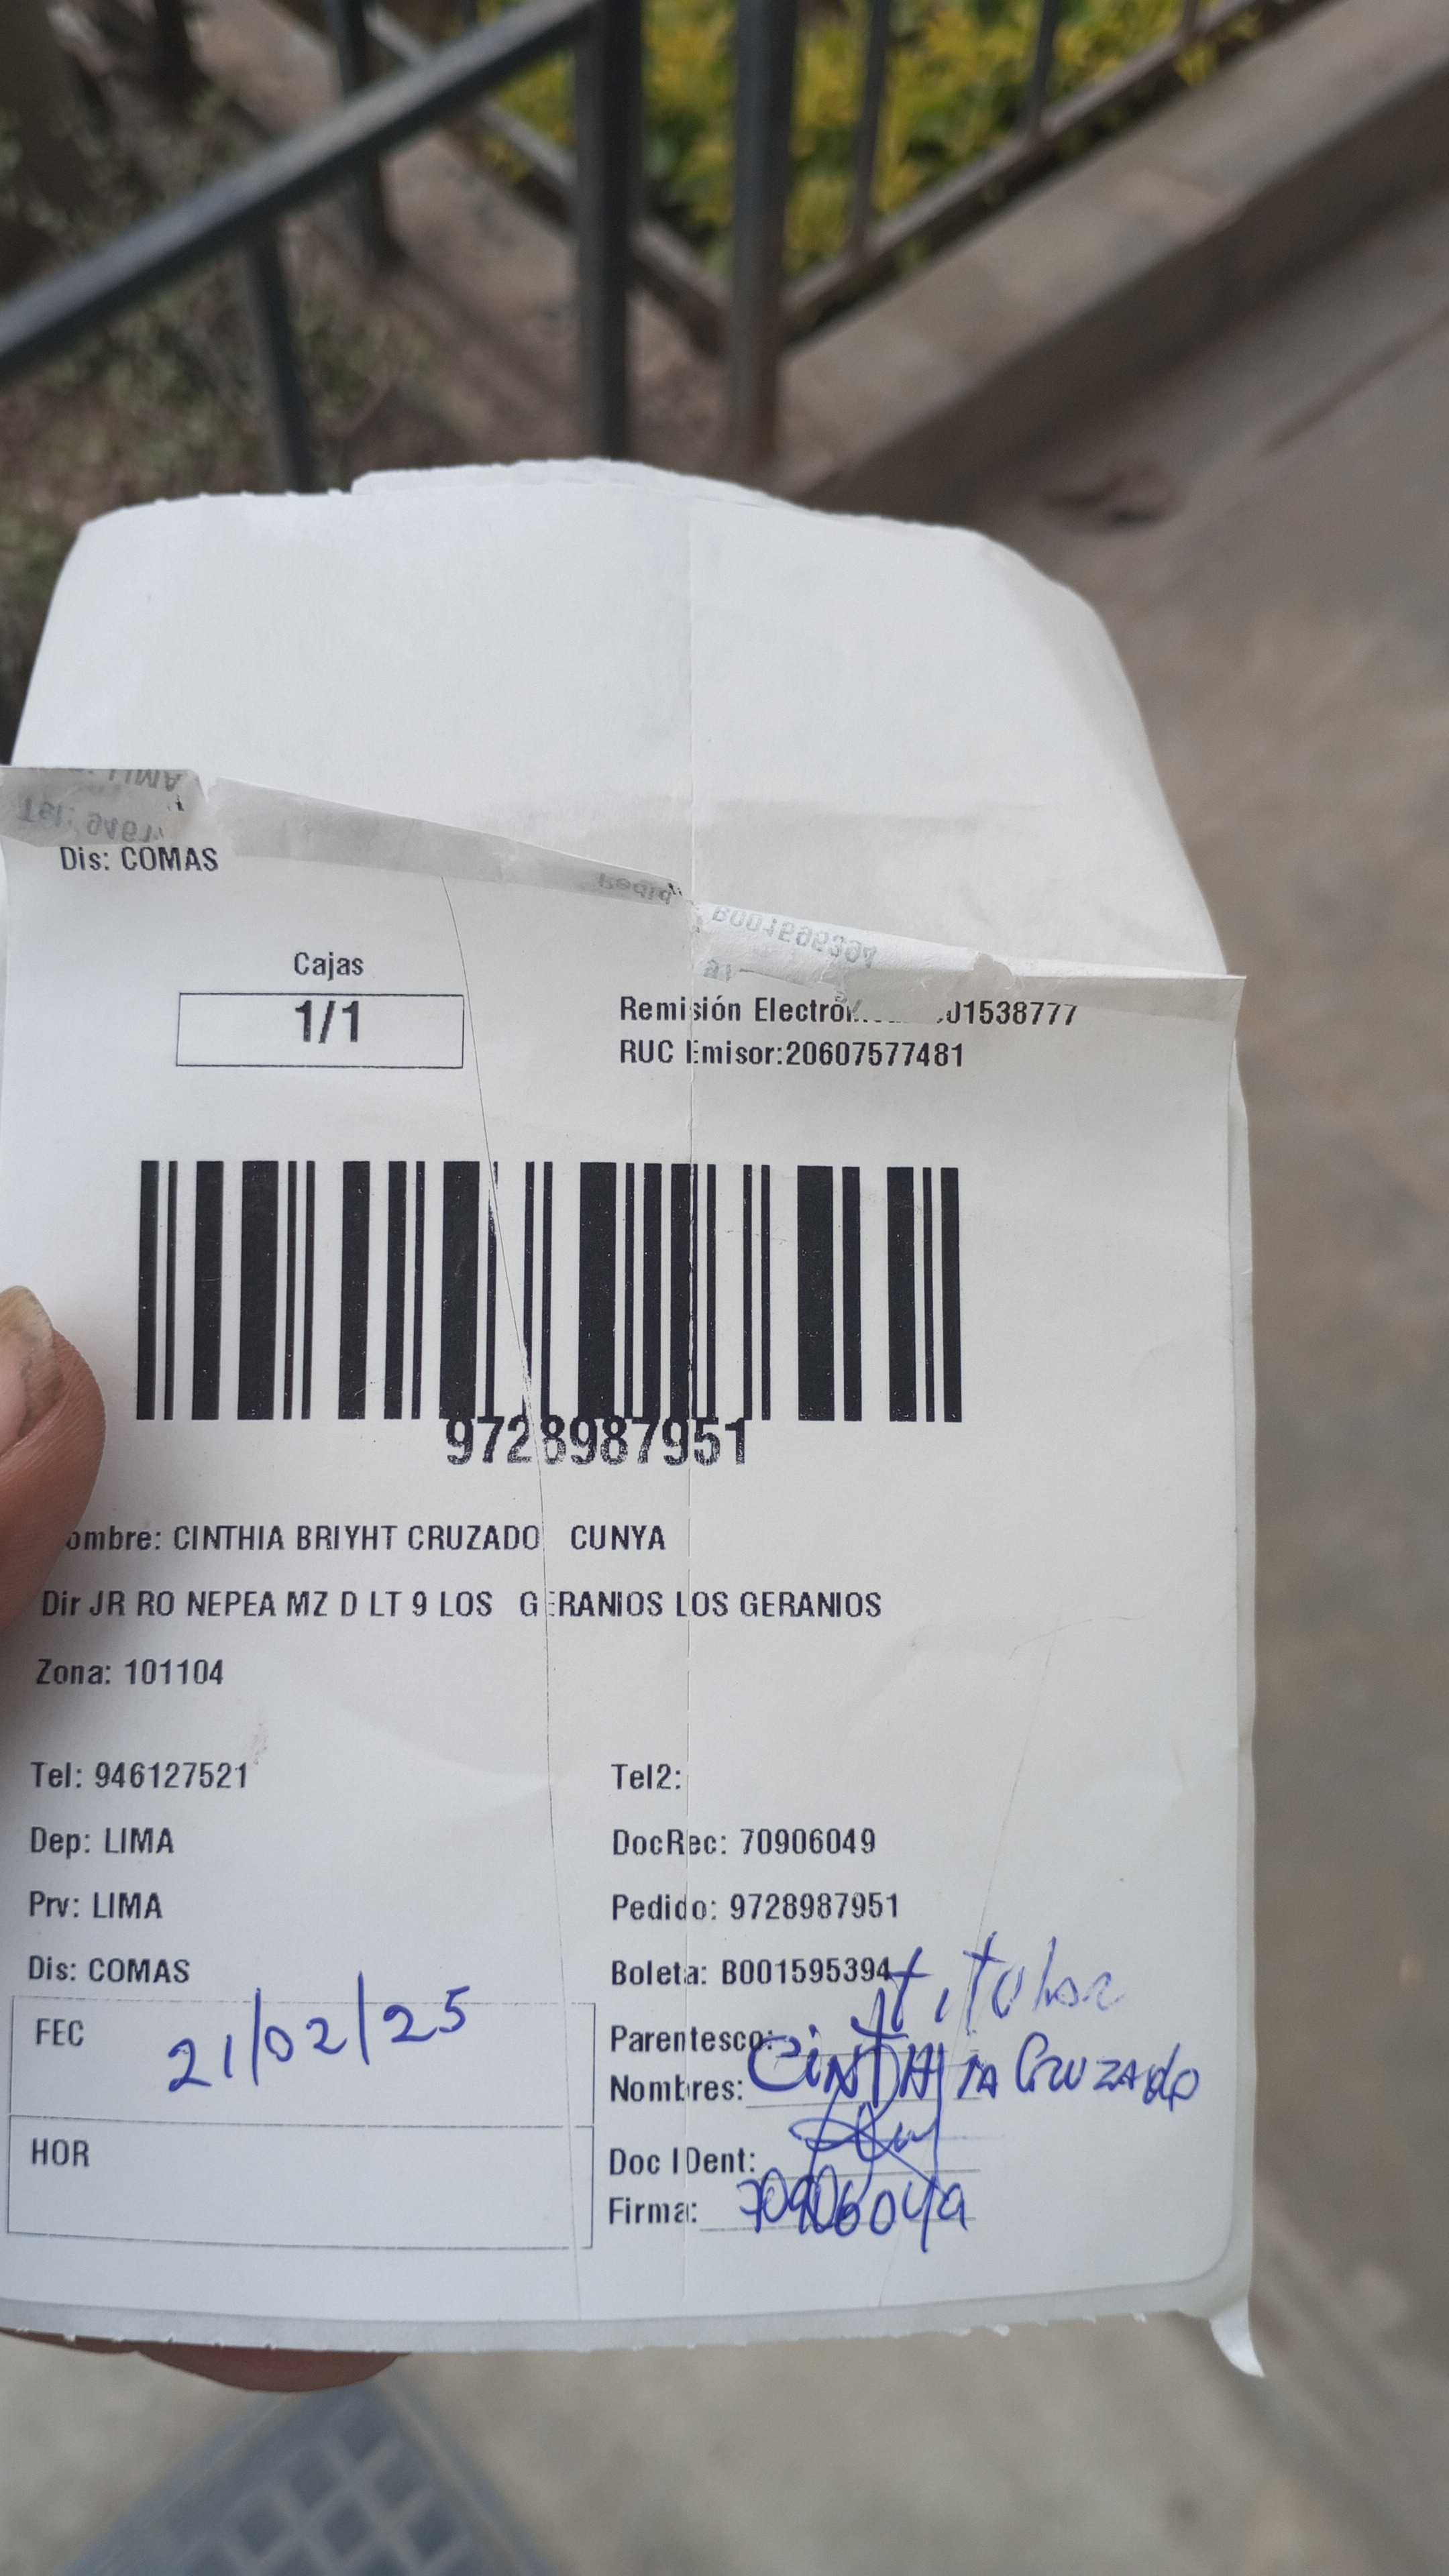 Dis: COMAS
Cajas
1/1
Remisión 01538777
RUC Emisor:20607577481
9728987951
ombre: CINTHIA BRIYHT CRUZADO CUNYA
Dir JR RO NEPEA MZ D LT 9 LOS GERANIOS LOS GERANIOS
Zona: 101104
Tel: 946127521
Tel2:
Dep: LIMA
DocRec: 70906049
Prv: LIMA
Pedido: 9728987951
Dis: COMAS
Boleta: B001595394
FEC 21/02/25
Parentesco: titular
Nombres: CINTHIA CRUZADO
HOR
Doc IDent:
Firma: 70906049